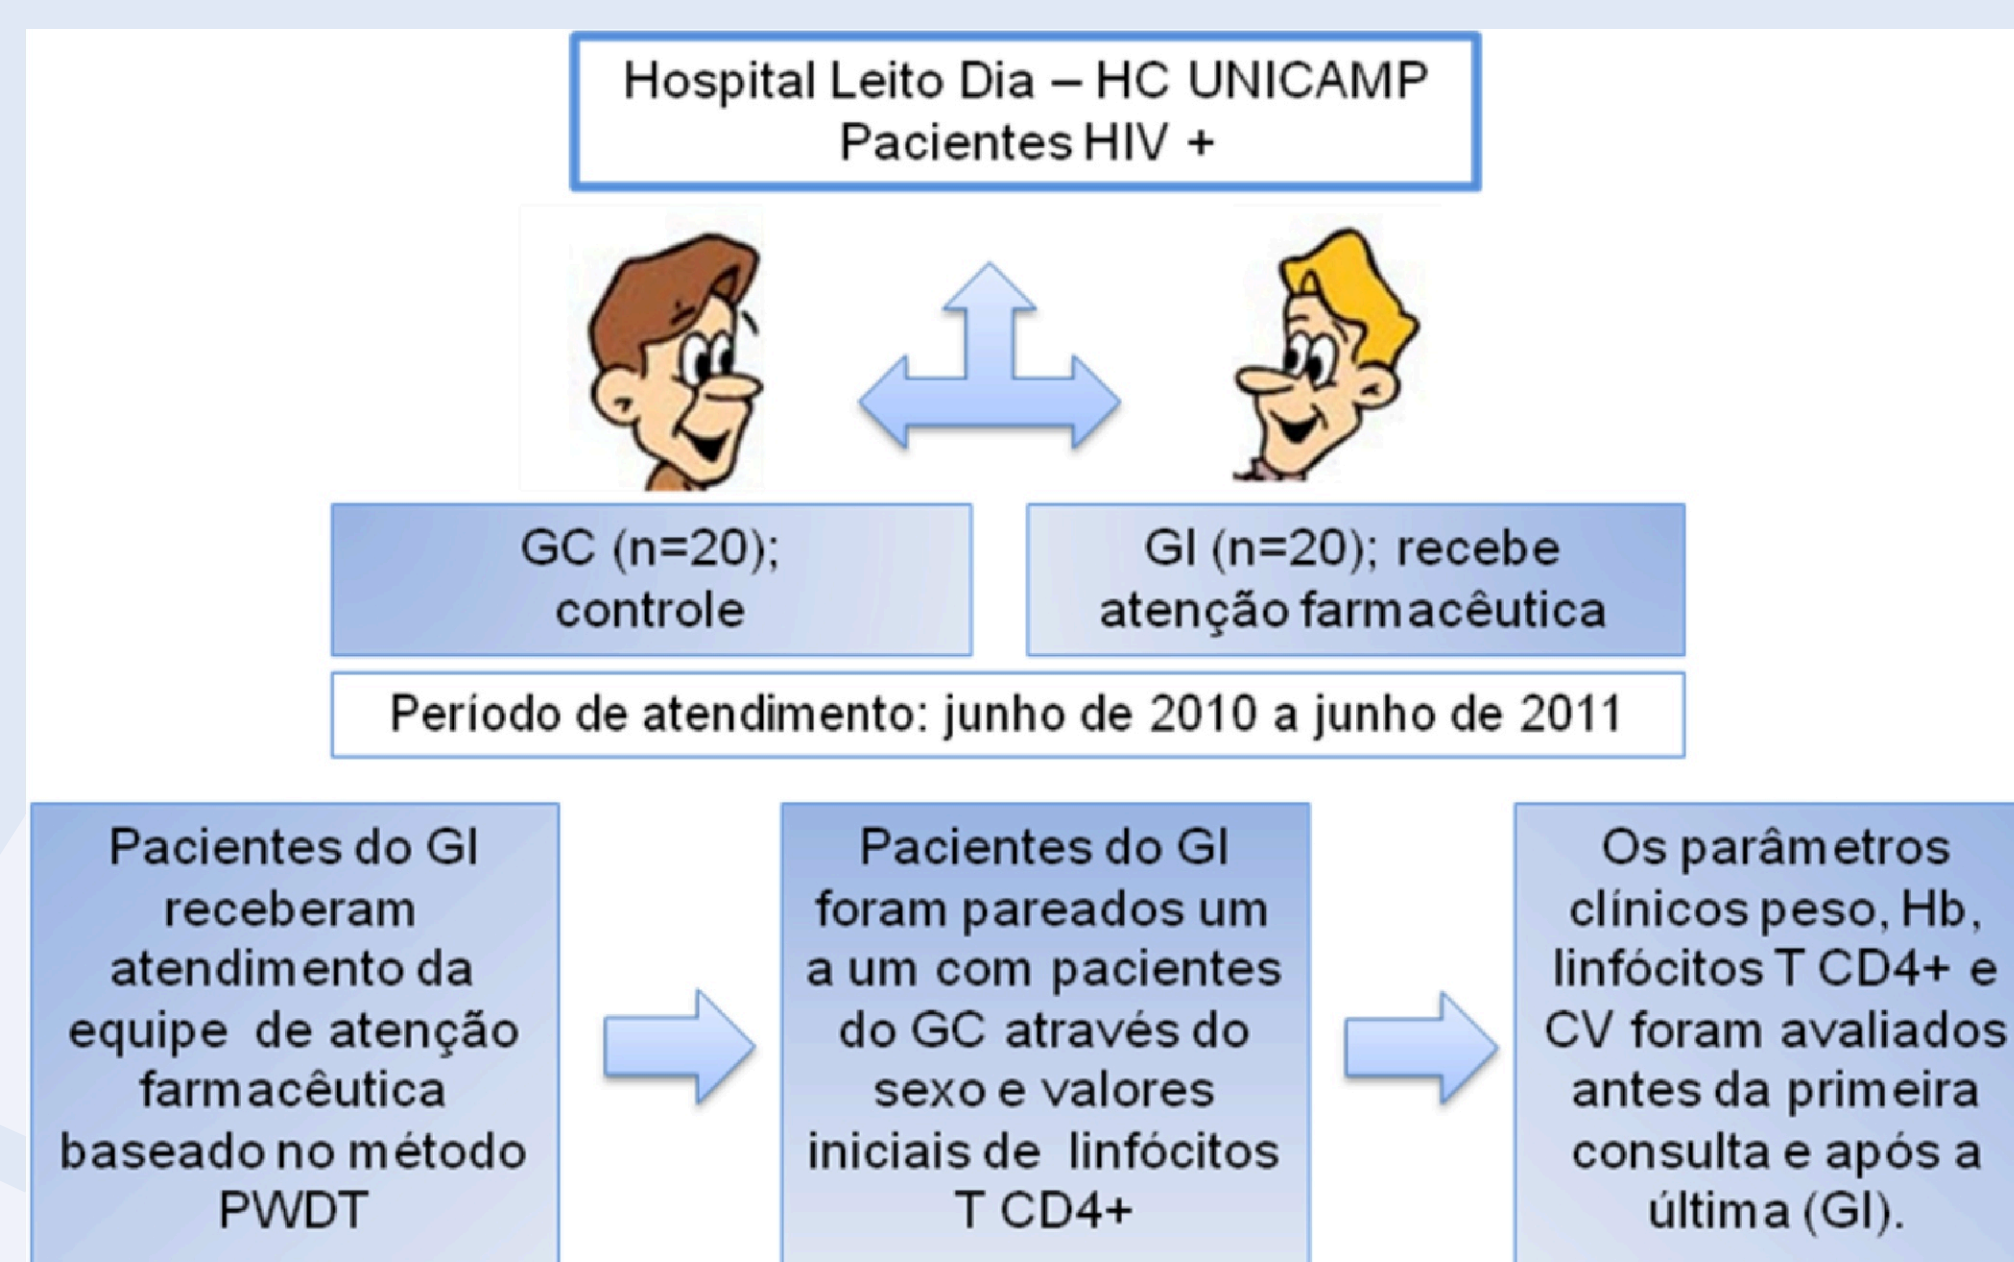 Hospital Leito Dia – HC UNICAMP
Pacientes HIV +
GC (n=20);
controle
GI (n=20); recebe
atenção farmacêutica
Período de atendimento: junho de 2010 a junho de 2011
Pacientes do GI
receberam
atendimento da
equipe de atenção
farmacêutica
baseado no método
PWDT
Pacientes do GI
foram pareados um
a um com pacientes
do GC através do
sexo e valores
iniciais de linfócitos
T CD4+
Os parâmetros
clínicos peso, Hb,
linfócitos T CD4+ e
CV foram avaliados
antes da primeira
consulta e após a
última (GI).